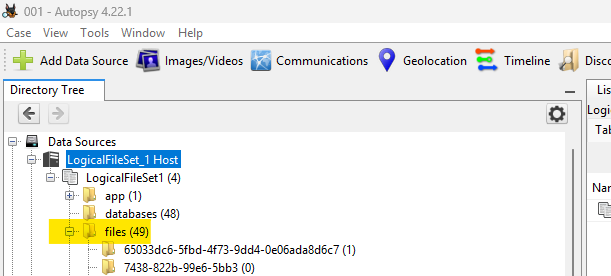 001 - Autopsy 4.22.1
Case View Tools Window Help
Add Data Source Images/Videos Communications Geolocation Timeline Disco
Directory Tree
Lis
Logica
Tab
Data Sources
LogicalFileSet_1 Host
LogicalFileSet1 (4)
Nan
app (1)
databases (48)
files (49)
65033dc6-5fbd-4f73-9dd4-0e06ada8d6c7 (1)
7438-822b-99e6-5bb3 (0)